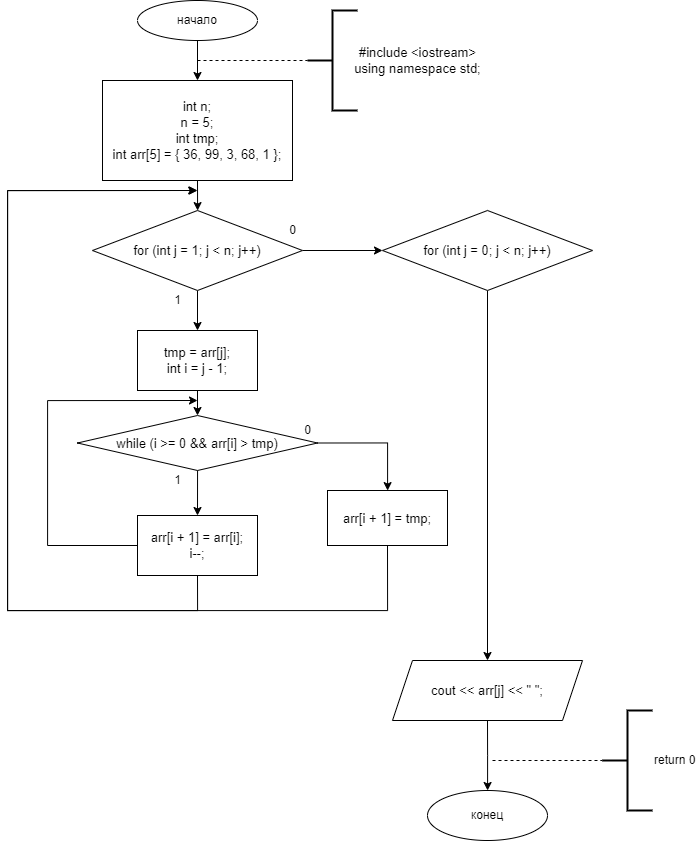 начало
#include <iostream>
using namespace std;
int n;
n = 5;
int tmp;
int arr[5] = { 36, 99, 3, 68, 1 };
for (int j = 1; j < n; j++)
0
for (int j = 0; j < n; j++)
1
tmp = arr[j];
int i = j - 1;
while (i >= 0 && arr[i] > tmp)
0
1
arr[i + 1] = arr[i];
i--;
arr[i + 1] = tmp;
cout << arr[j] << " ";
return 0
конец